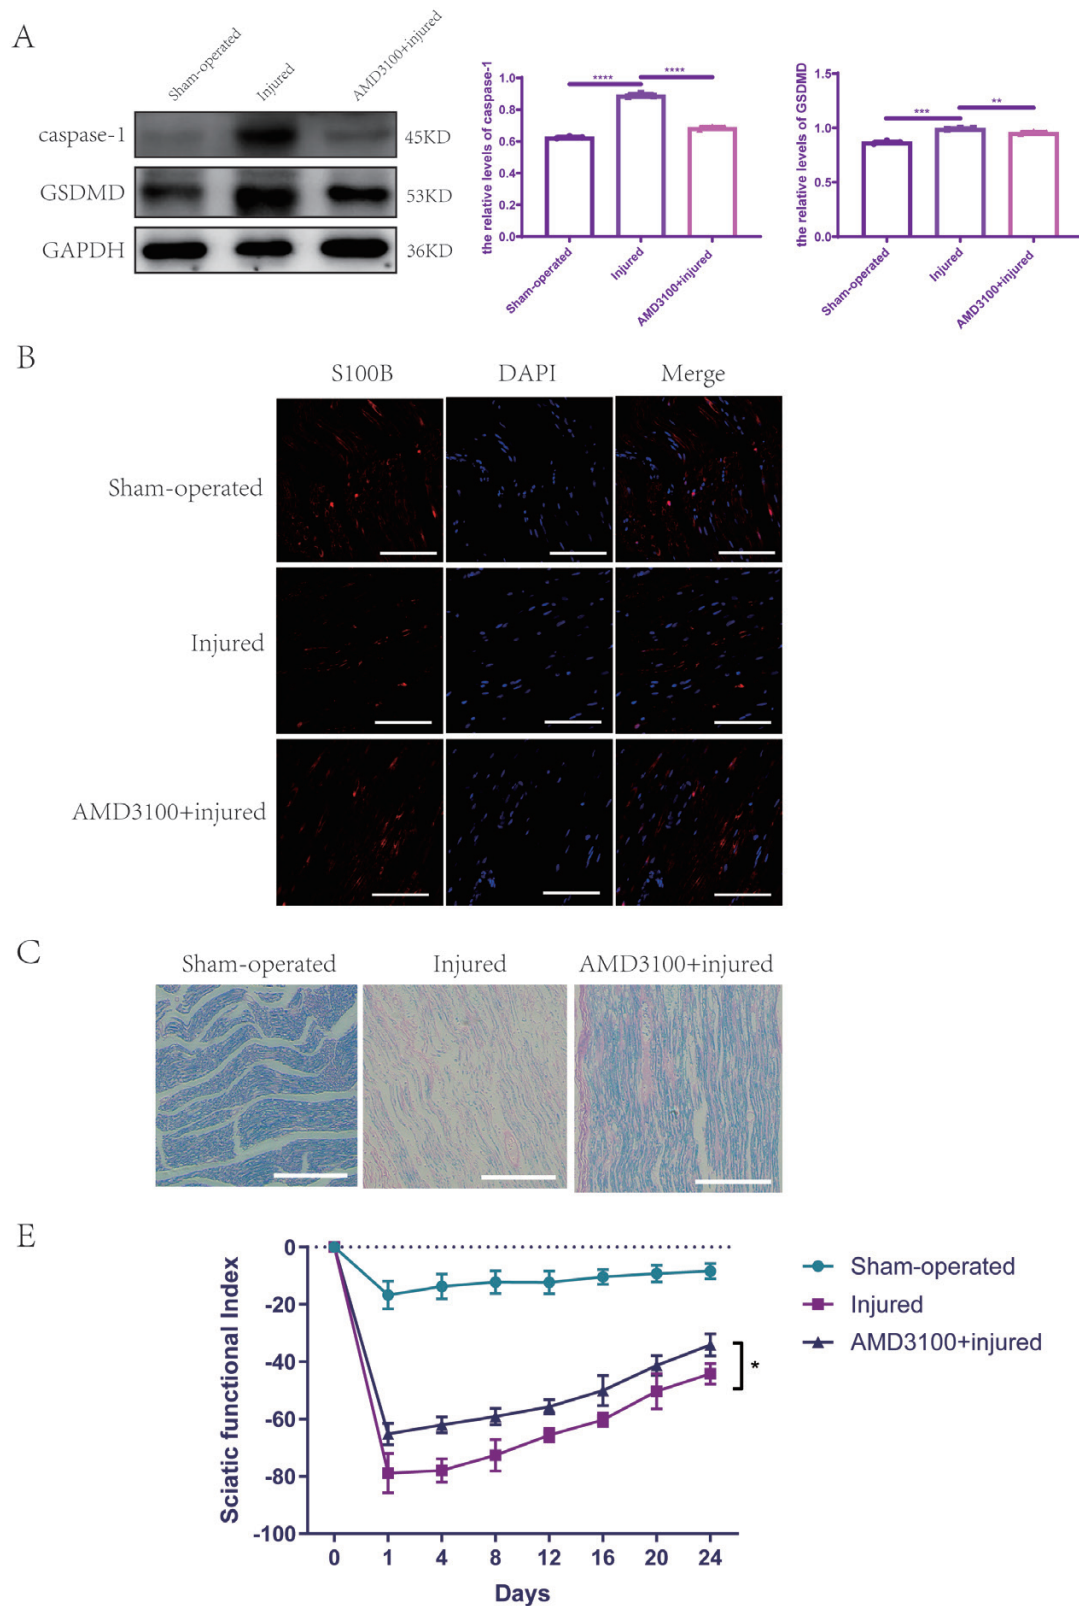 A
Sham-operated
Injured
AMD3100+injured
caspase-1
45KD
GSDMD
53KD
GAPDH
36KD
the relative levels of caspase-1
1.0
0.8
0.6
0.4
0.2
0.0
****
****
Sham-operated
Injured
AMD3100+injured
the relative levels of GSDMD
1.5
1.0
0.5
0.0
***
**
Sham-operated
Injured
AMD3100+injured
B
S100B
DAPI
Merge
Sham-operated
Injured
AMD3100+injured
C
Sham-operated
Injured
AMD3100+injured
E
Sciatic functional Index
0
-20
-40
-60
-80
-100
0 1 4 8 12 16 20 24
Days
*
Sham-operated
Injured
AMD3100+injured